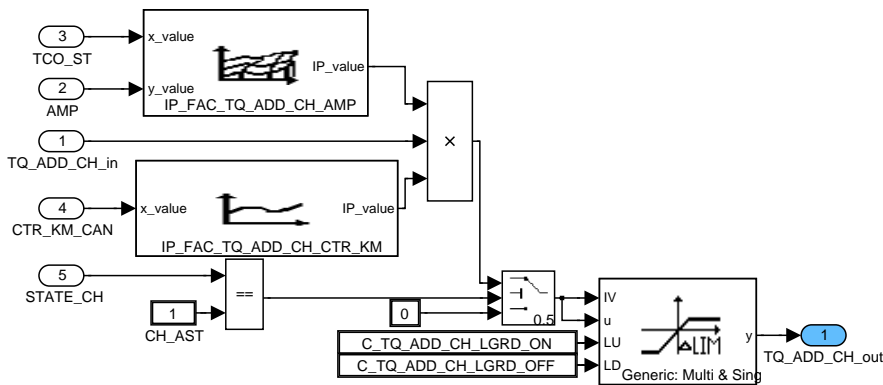 3
TCO_ST
x_value
IP_value
2
AMP
y_value
IP_FAC_TQ_ADD_CH_AMP
×
1
TQ_ADD_CH_in
4
CTR_KM_CAN
x_value
IP_value
IP_FAC_TQ_ADD_CH_CTR_KM
5
STATE_CH
==
1
CH_AST
0
0.5
C_TQ_ADD_CH_LGRD_ON
C_TQ_ADD_CH_LGRD_OFF
IV
u
LU
LD
LIM
y
Generic: Multi & Sing
1
TQ_ADD_CH_out